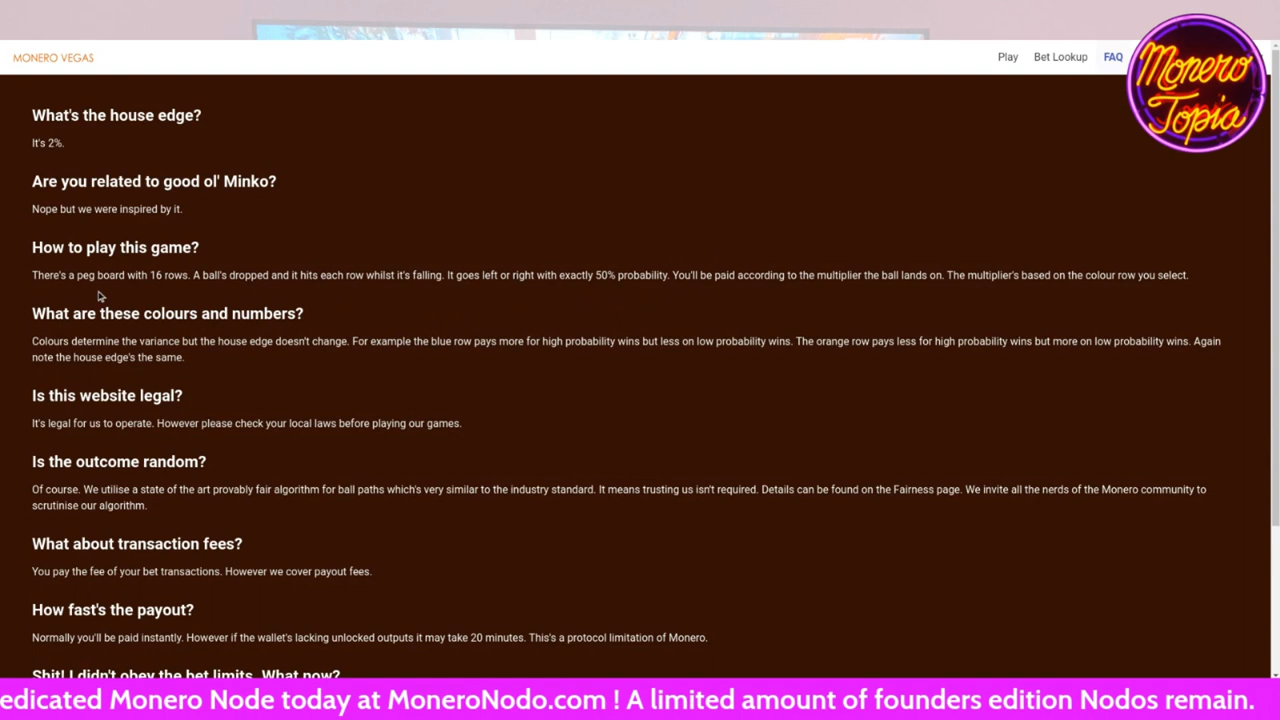 MONERO VEGAS
Play Bet Lookup FAQ
Monero
Topia
What's the house edge?
It's 2%.
Are you related to good ol' Minko?
Nope but we were inspired by it.
How to play this game?
There's a peg board with 16 rows. A ball's dropped and it hits each row whilst it's falling. It goes left or right with exactly 50% probability. You'll be paid according to the multiplier the ball lands on. The multiplier's based on the colour row you select.
What are these colours and numbers?
Colours determine the variance but the house edge doesn't change. For example the blue row pays more for high probability wins but less on low probability wins. The orange row pays less for high probability wins but more on low probability wins. Again
note the house edge's the same.
Is this website legal?
It's legal for us to operate. However please check your local laws before playing our games.
Is the outcome random?
Of course. We utilise a state of the art provably fair algorithm for ball paths which's very similar to the industry standard. It means trusting us isn't required. Details can be found on the Fairness page. We invite all the nerds of the Monero community to
scrutinise our algorithm.
What about transaction fees?
You pay the fee of your bet transactions. However we cover payout fees.
How fast's the payout?
Normally you'll be paid instantly. However if the wallet's lacking unlocked outputs it may take 20 minutes. This's a protocol limitation of Monero.
Shit! I didn't obey the bet limits. What now?
edicated Monero Node today at MoneroNodo.com ! A limited amount of founders edition Nodos remain.